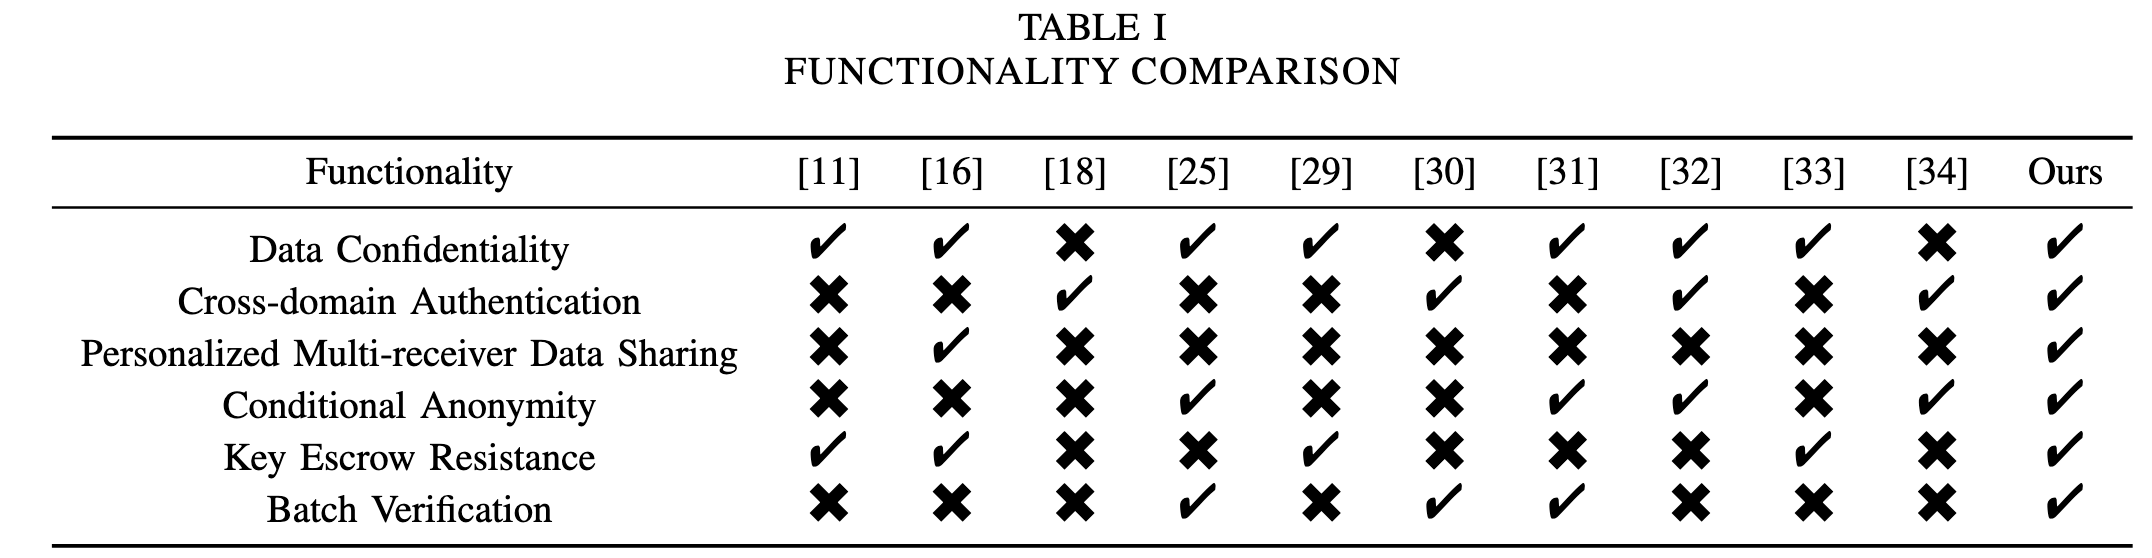 TABLE I
FUNCTIONALITY COMPARISON
Functionality [11] [16] [18] [25] [29] [30] [31] [32] [33] [34] Ours
Data Confidentiality ✔ ✔ ✖ ✔ ✔ ✖ ✔ ✔ ✔ ✖ ✔
Cross-domain Authentication ✖ ✖ ✔ ✖ ✖ ✔ ✖ ✔ ✖ ✔ ✔
Personalized Multi-receiver Data Sharing ✖ ✔ ✖ ✖ ✖ ✖ ✖ ✖ ✖ ✖ ✔
Conditional Anonymity ✖ ✖ ✖ ✔ ✖ ✖ ✔ ✔ ✖ ✔ ✔
Key Escrow Resistance ✔ ✔ ✖ ✖ ✔ ✖ ✖ ✖ ✔ ✖ ✔
Batch Verification ✖ ✖ ✖ ✔ ✖ ✔ ✔ ✖ ✖ ✖ ✔